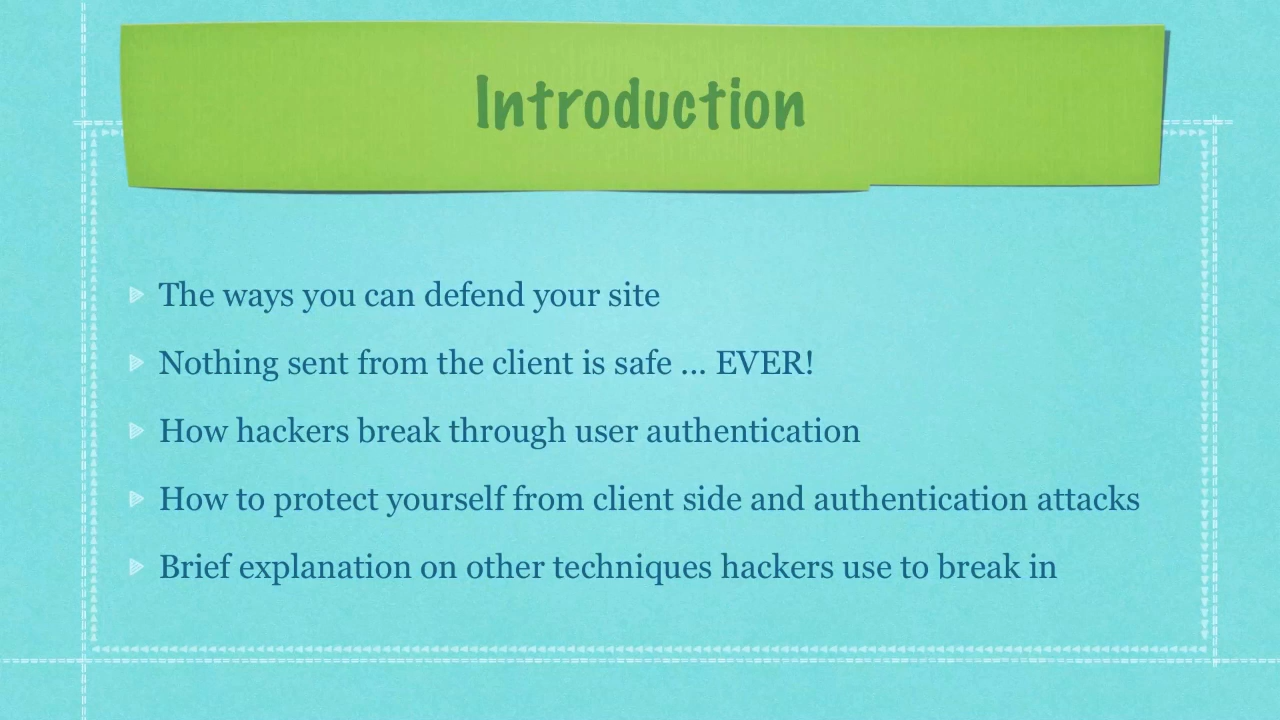 Introduction
The ways you can defend your site
Nothing sent from the client is safe ... EVER!
How hackers break through user authentication
How to protect yourself from client side and authentication attacks
Brief explanation on other techniques hackers use to break in